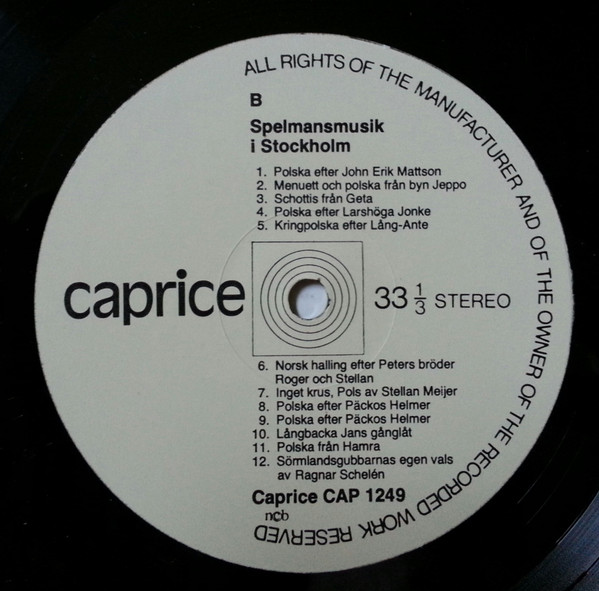 ALL RIGHTS OF THE MANUFACTURER AND OF THE OWNER OF THE RECORDED WORK RESERVED
B
Spelmansmusik
i Stockholm
1. Polska efter John Erik Mattson
2. Menuett och polska från byn Jeppo
3. Schottis från Geta
4. Polska efter Larshöga Jonke
5. Kringpolska efter Lång-Ante
caprice
33 1/3 STEREO
6. Norsk halling efter Peters bröder
Roger och Stellan
7. Inget krus, Pols av Stellan Meijer
8. Polska efter Päckos Helmer
9. Polska efter Päckos Helmer
10. Långbacka Jans gånglåt
11. Polska från Hamra
12. Sörmlandsgubbarnas egen vals
av Ragnar Schelén
Caprice CAP 1249
ncb